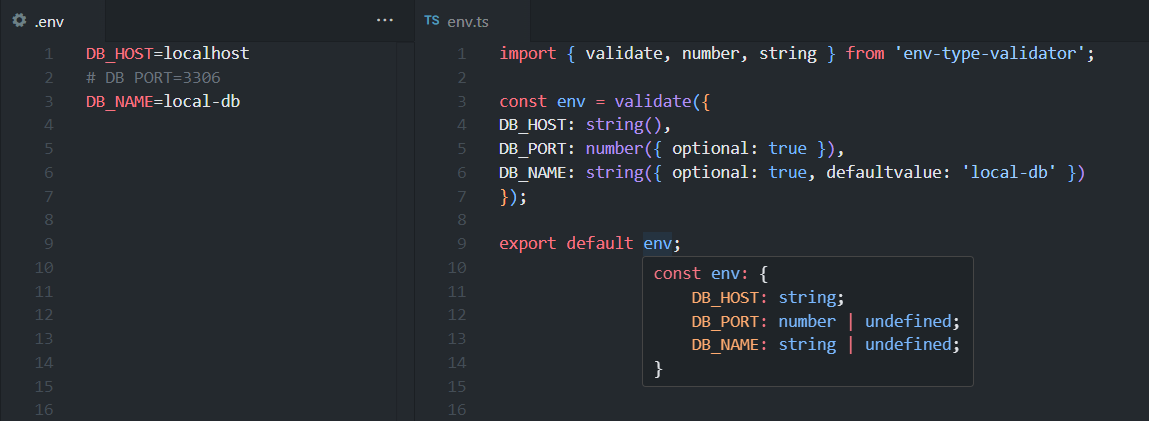 .env
···
1 DB_HOST=localhost
2 # DB PORT=3306
3 DB_NAME=local-db
4
5
6
7
8
9
10
11
12
13
14
15
16
TS env.ts
1 import { validate, number, string } from 'env-type-validator';
2
3 const env = validate({
4 DB_HOST: string(),
5 DB_PORT: number({ optional: true }),
6 DB_NAME: string({ optional: true, defaultvalue: 'local-db' })
7 });
8
9 export default env;
10
11
12
13
14
15
16
const env: {
DB_HOST: string;
DB_PORT: number | undefined;
DB_NAME: string | undefined;
}